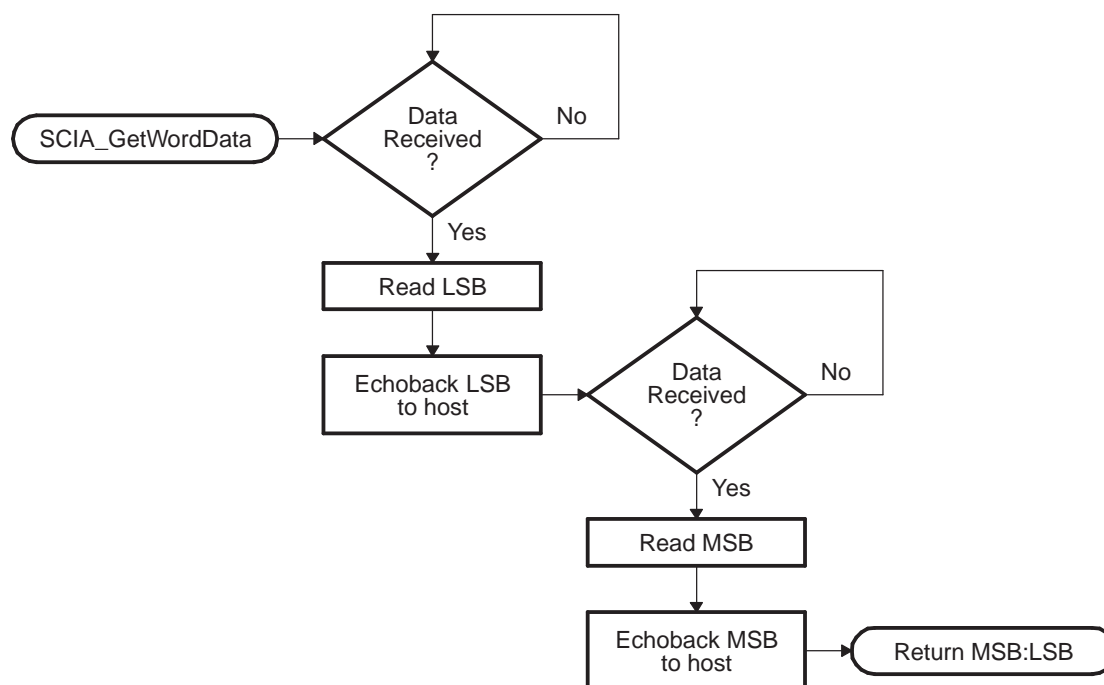 SCIA_GetWordData
Data
Received
?
No
Yes
Read LSB
Echoback LSB
to host
Data
Received
?
No
Yes
Read MSB
Echoback MSB
to host
Return MSB:LSB